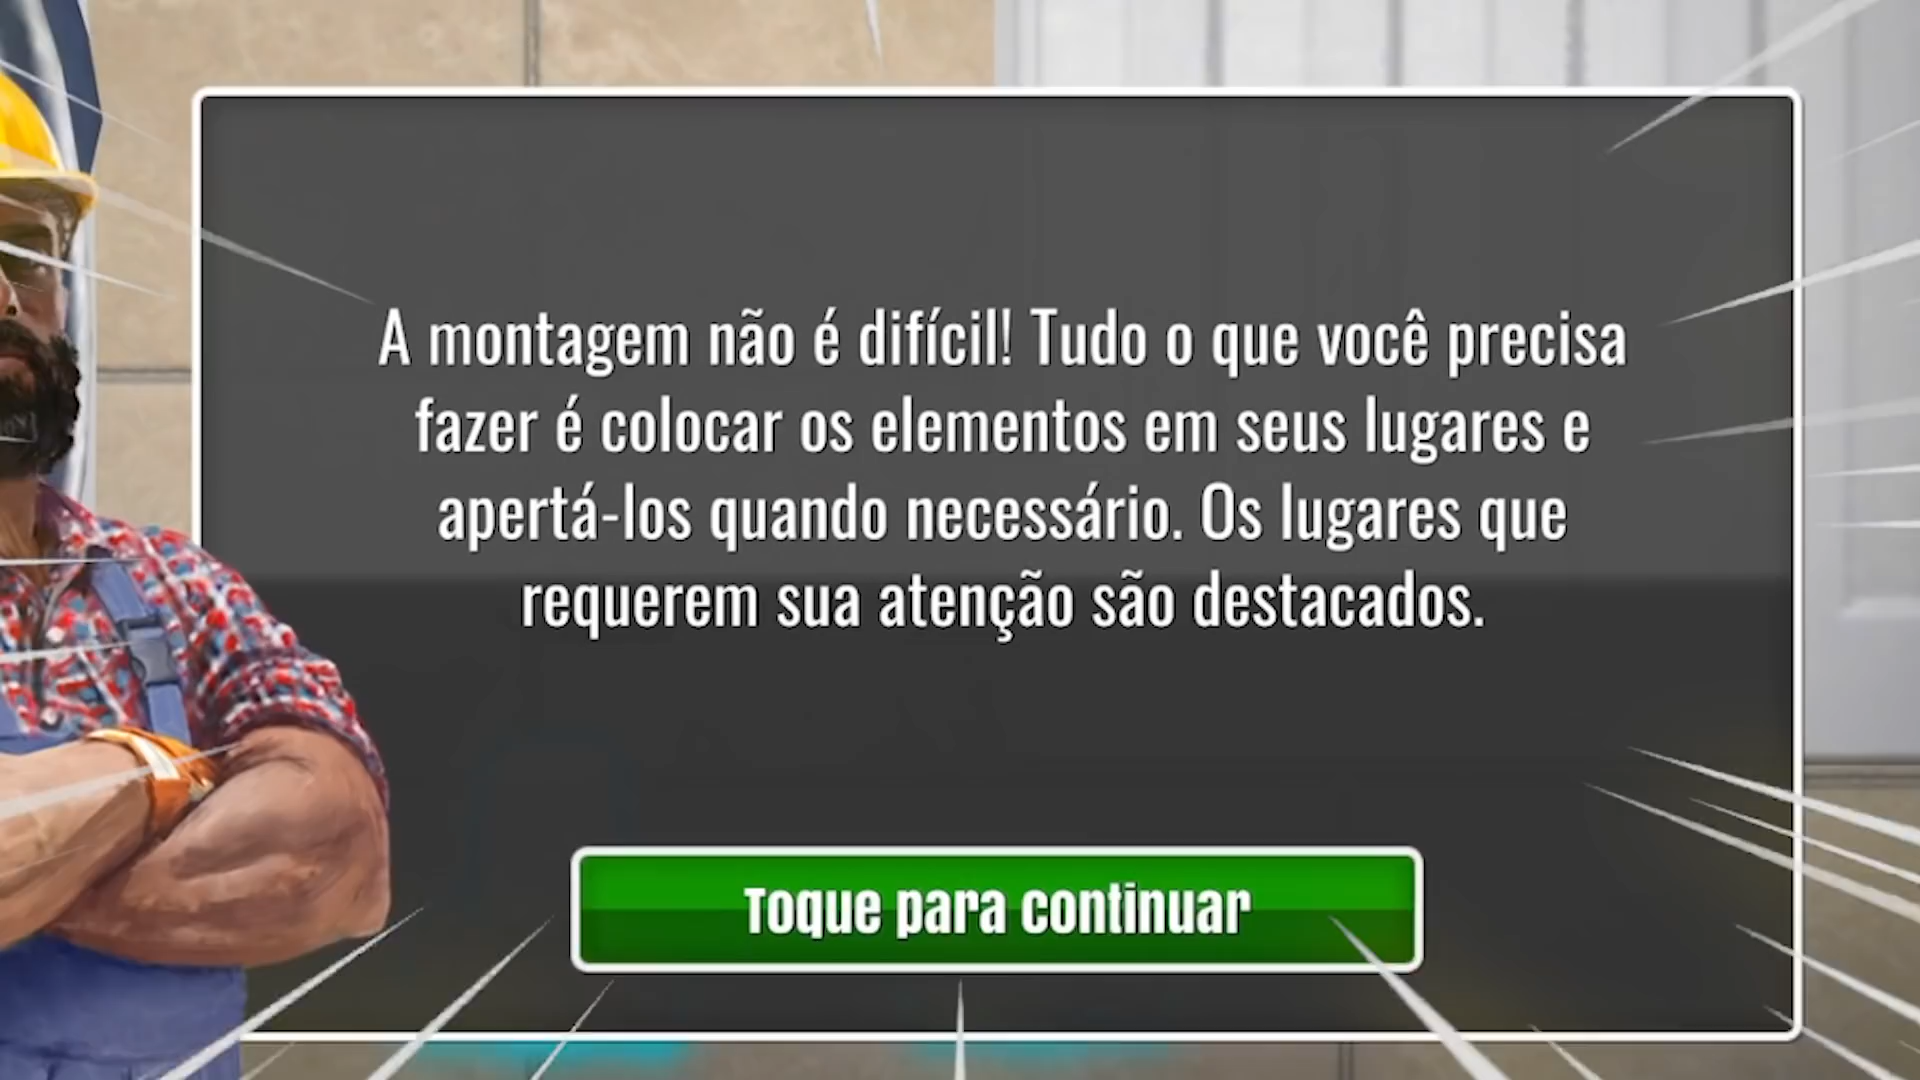 A montagem não é difícil! Tudo o que você precisa
fazer é colocar os elementos em seus lugares e
apertá-los quando necessário. Os lugares que
requerem sua atenção são destacados.
Toque para continuar